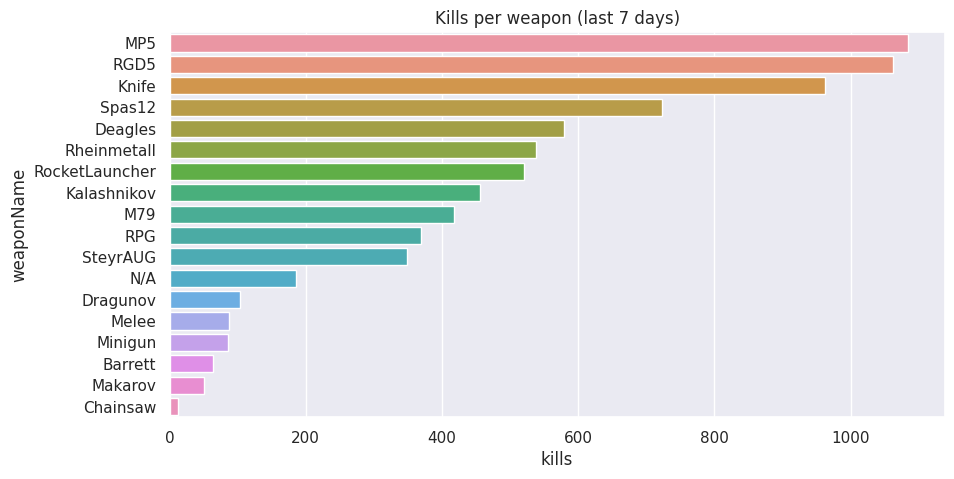 Kills per weapon (last 7 days)
weaponName
MP5
RGD5
Knife
Spas12
Deagles
Rheinmetall
RocketLauncher
Kalashnikov
M79
RPG
SteyrAUG
N/A
Dragunov
Melee
Minigun
Barrett
Makarov
Chainsaw
0 200 400 600 800 1000
kills